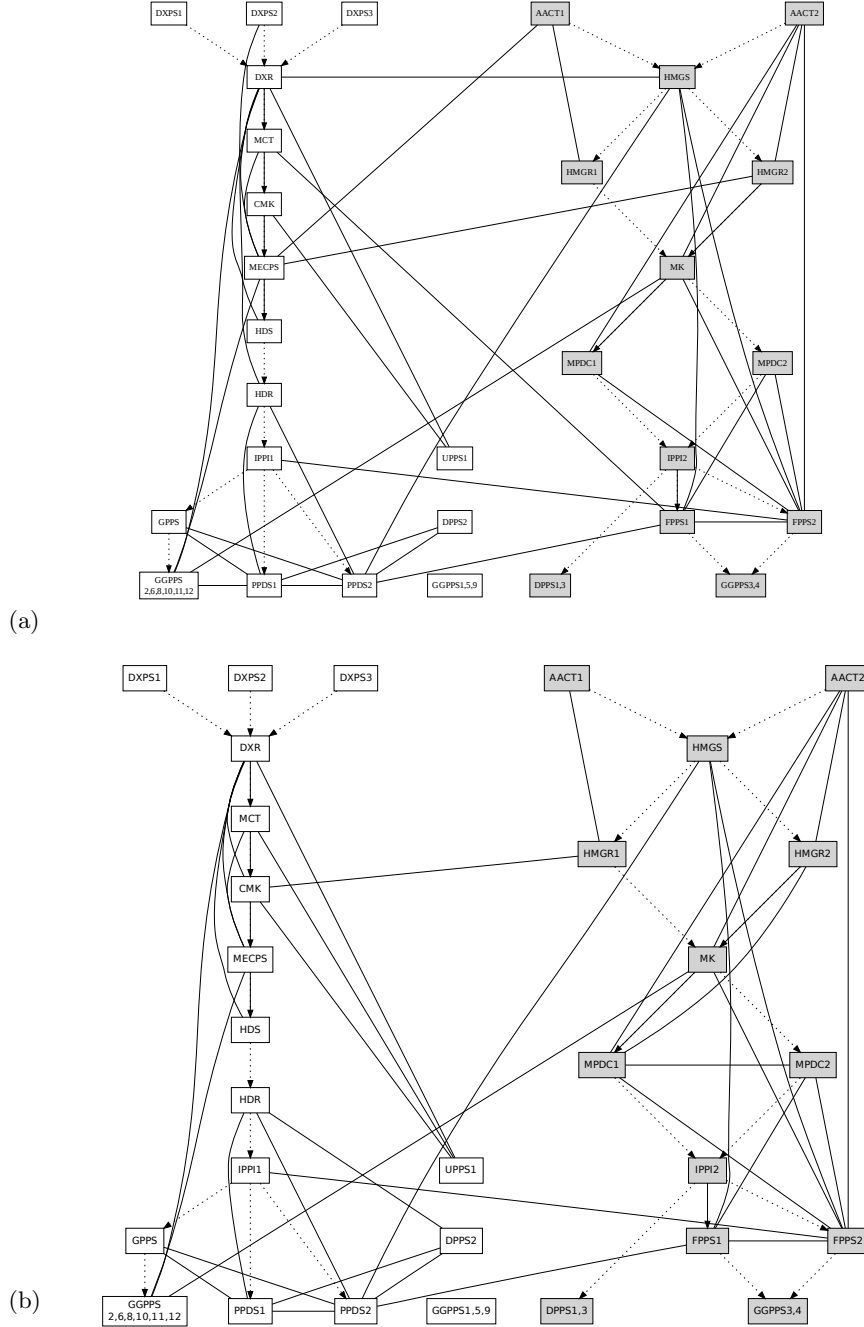 DXPS1 DXPS2 DXPS3 AACT1 AACT2
DXR HMGS
MCT
HMGR1 HMGR2
CMK
MECPS MK
HDS
MPDC1 MPDC2
HDR
IPPI1 UPPS1 IPPI2
GPPS DPPS2 FPPS1 FPPS2
GGPPS
2,6,8,10,11,12 PPDS1 PPDS2 GGPPS1,5,9 DPPS1,3 GGPPS3,4
(a)
DXPS1 DXPS2 DXPS3 AACT1 AACT2
DXR HMGS
MCT
HMGR1 HMGR2
CMK
MECPS MK
HDS
MPDC1 MPDC2
HDR
IPPI1 UPPS1 IPPI2
GPPS DPPS2 FPPS1 FPPS2
GGPPS
2,6,8,10,11,12 PPDS1 PPDS2 GGPPS1,5,9 DPPS1,3 GGPPS3,4
(b)